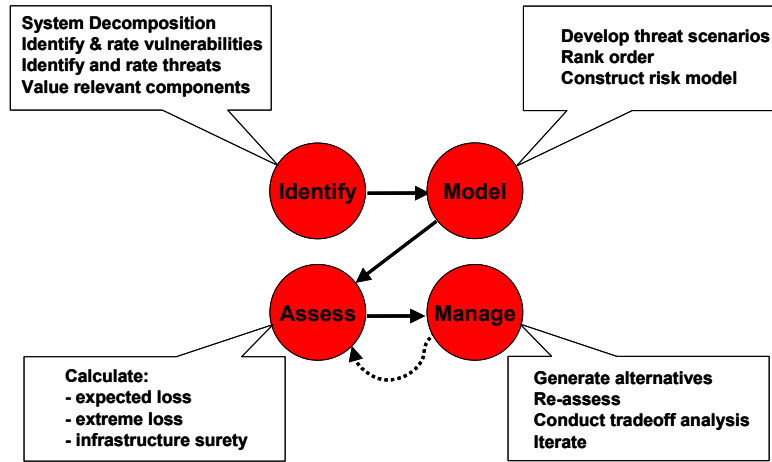 System Decomposition
Identify & rate vulnerabilities
Identify and rate threats
Value relevant components
Develop threat scenarios
Rank order
Construct risk model
Identify
Model
Assess
Manage
Calculate:
- expected loss
- extreme loss
- infrastructure surety
Generate alternatives
Re-assess
Conduct tradeoff analysis
Iterate